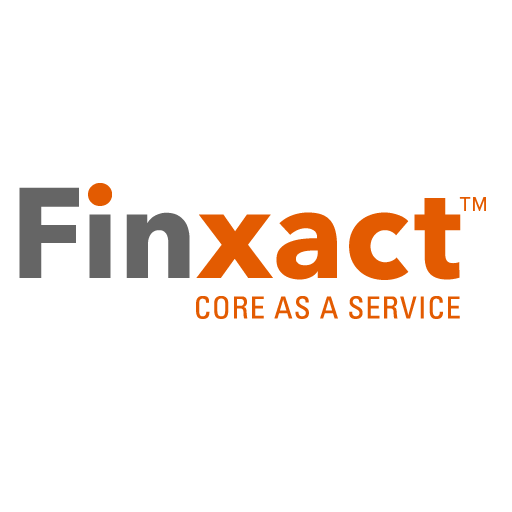 Finxact™
CORE AS A SERVICE